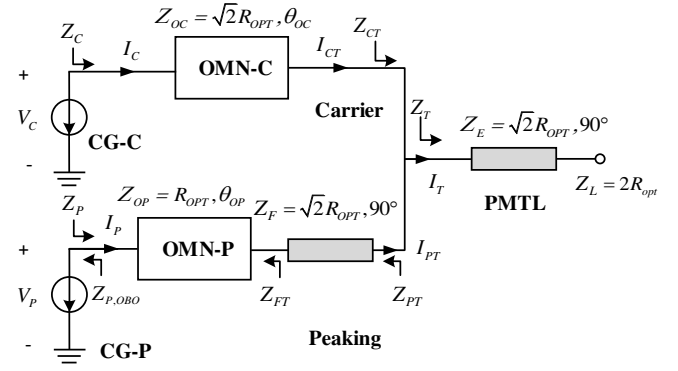 Z_OC = √2R_OPT, θ_OC
Z_C
I_C
OMN-C
I_CT
Z_CT
+
V_C
-
CG-C
Carrier
Z_T
Z_E = √2R_OPT, 90°
I_T
PMTL
Z_L = 2R_opt
Z_P
Z_OP = R_OPT, θ_OP
Z_F = √2R_OPT, 90°
I_P
OMN-P
I_PT
+
V_P
-
Z_P,OBO
Z_FT
Z_PT
CG-P
Peaking